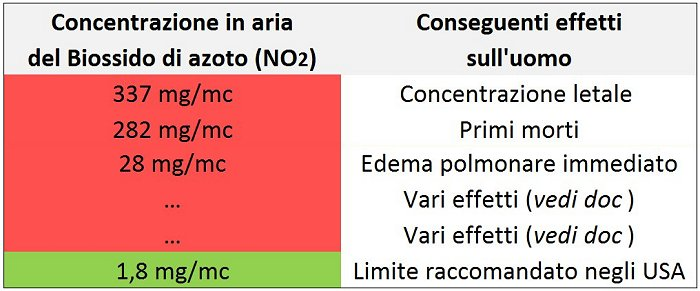 Concentrazione in aria
del Biossido di azoto (NO2)
Conseguenti effetti
sull'uomo
337 mg/mc Concentrazione letale
282 mg/mc Primi morti
28 mg/mc Edema polmonare immediato
... Vari effetti (vedi doc )
... Vari effetti (vedi doc )
1,8 mg/mc Limite raccomandato negli USA